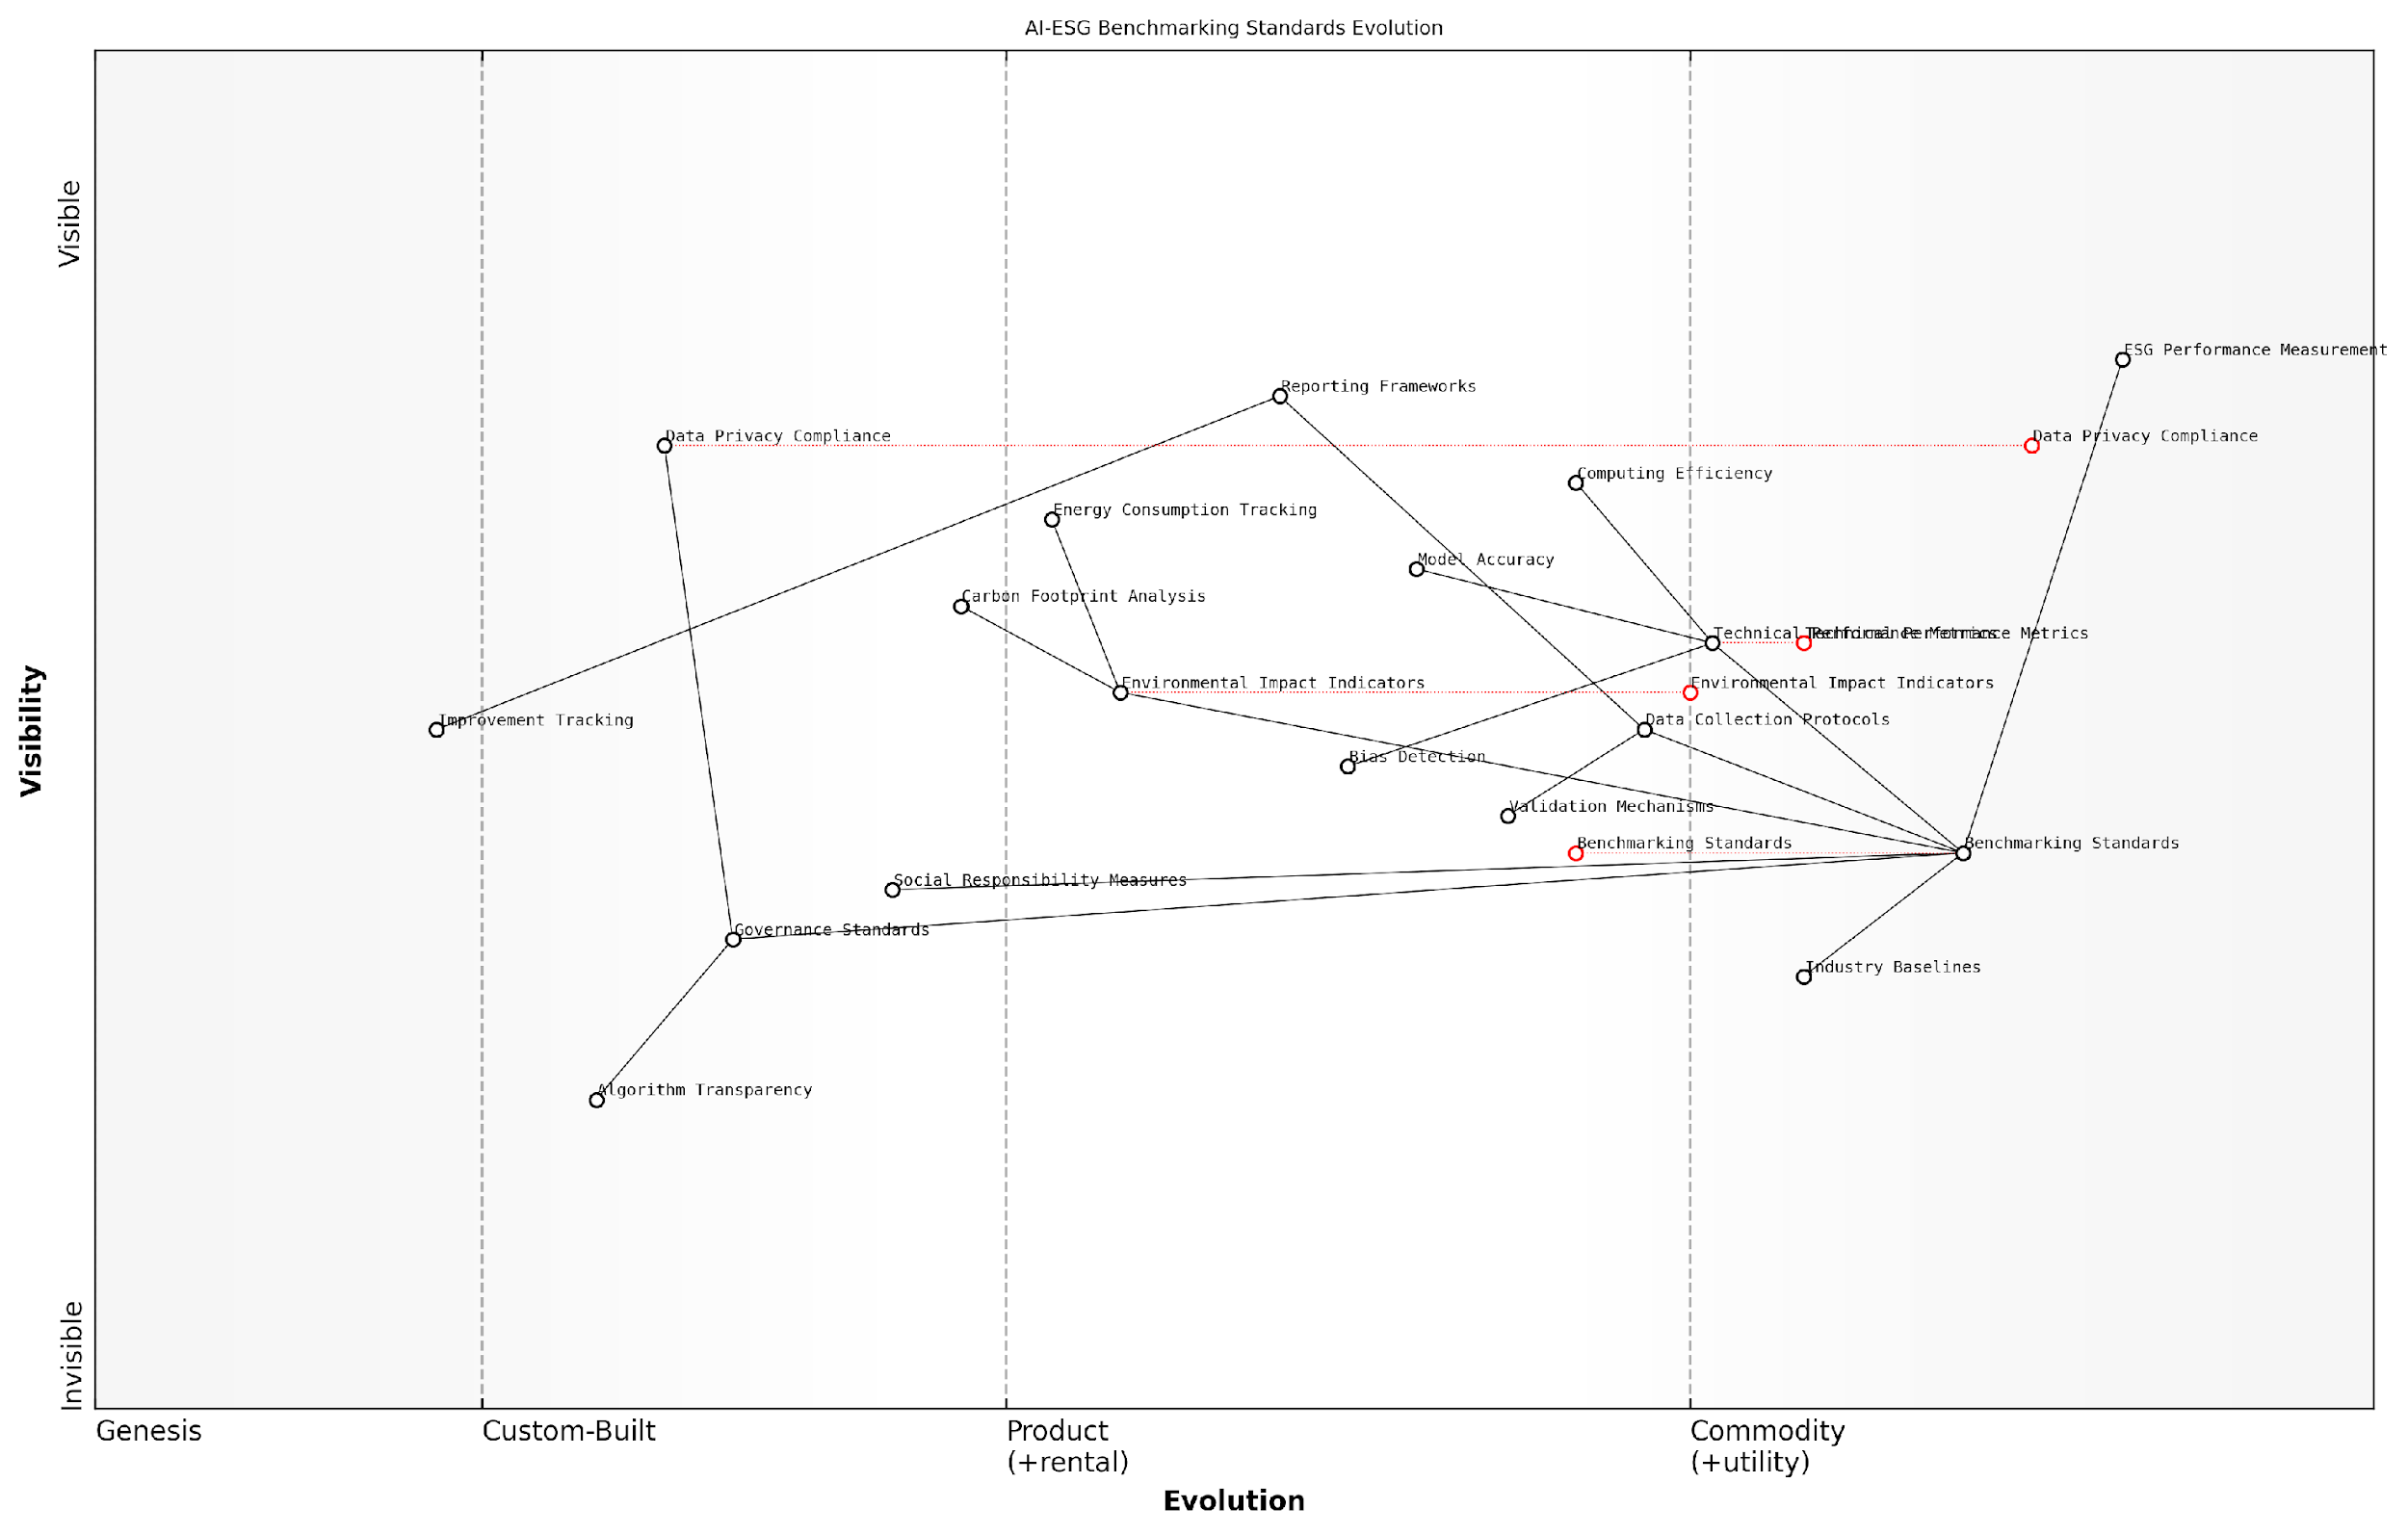 AI-ESG Benchmarking Standards Evolution
Visible
ESG Performance Measurement
Reporting Frameworks
Data Privacy Compliance
Data Privacy Compliance
Computing Efficiency
Energy Consumption Tracking
Model Accuracy
Carbon Footprint Analysis
Technical Performance Metrics
Technical Performance Metrics
Environmental Impact Indicators
Environmental Impact Indicators
Improvement Tracking
Data Collection Protocols
Bias Detection
Validation Mechanisms
Benchmarking Standards
Benchmarking Standards
Social Responsibility Measures
Governance Standards
Industry Baselines
Algorithm Transparency
Visibility
Invisible
Genesis
Custom-Built
Product
(+rental)
Commodity
(+utility)
Evolution